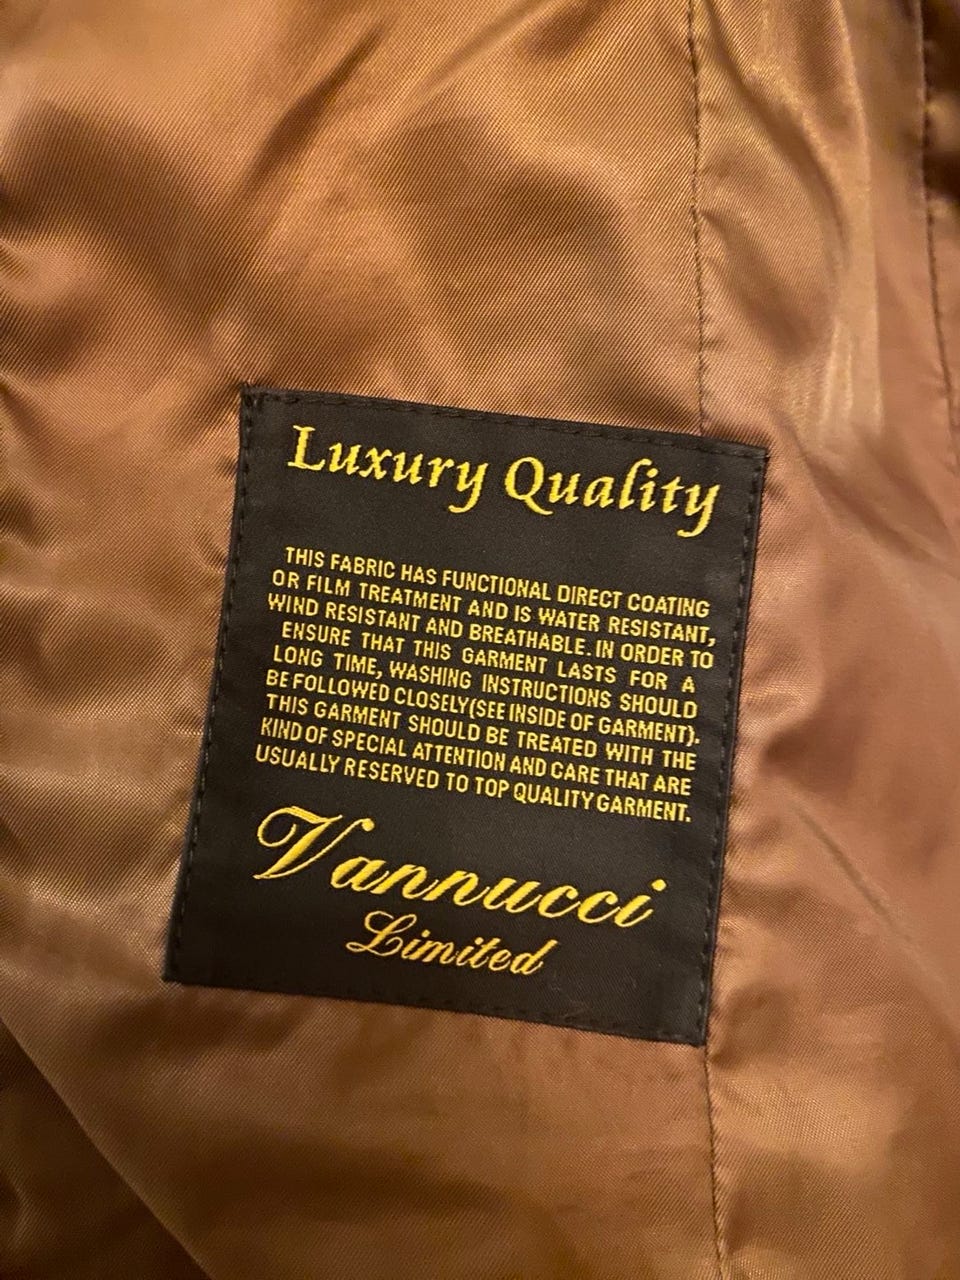 Luxury Quality
THIS FABRIC HAS FUNCTIONAL DIRECT COATING
OR FILM TREATMENT AND IS WATER RESISTANT,
WIND RESISTANT AND BREATHABLE. IN ORDER TO
ENSURE THAT THIS GARMENT LASTS FOR A
LONG TIME, WASHING INSTRUCTIONS SHOULD
BE FOLLOWED CLOSELY(SEE INSIDE OF GARMENT).
THIS GARMENT SHOULD BE TREATED WITH THE
KIND OF SPECIAL ATTENTION AND CARE THAT ARE
USUALLY RESERVED TO TOP QUALITY GARMENT.
Vannucci
Limited